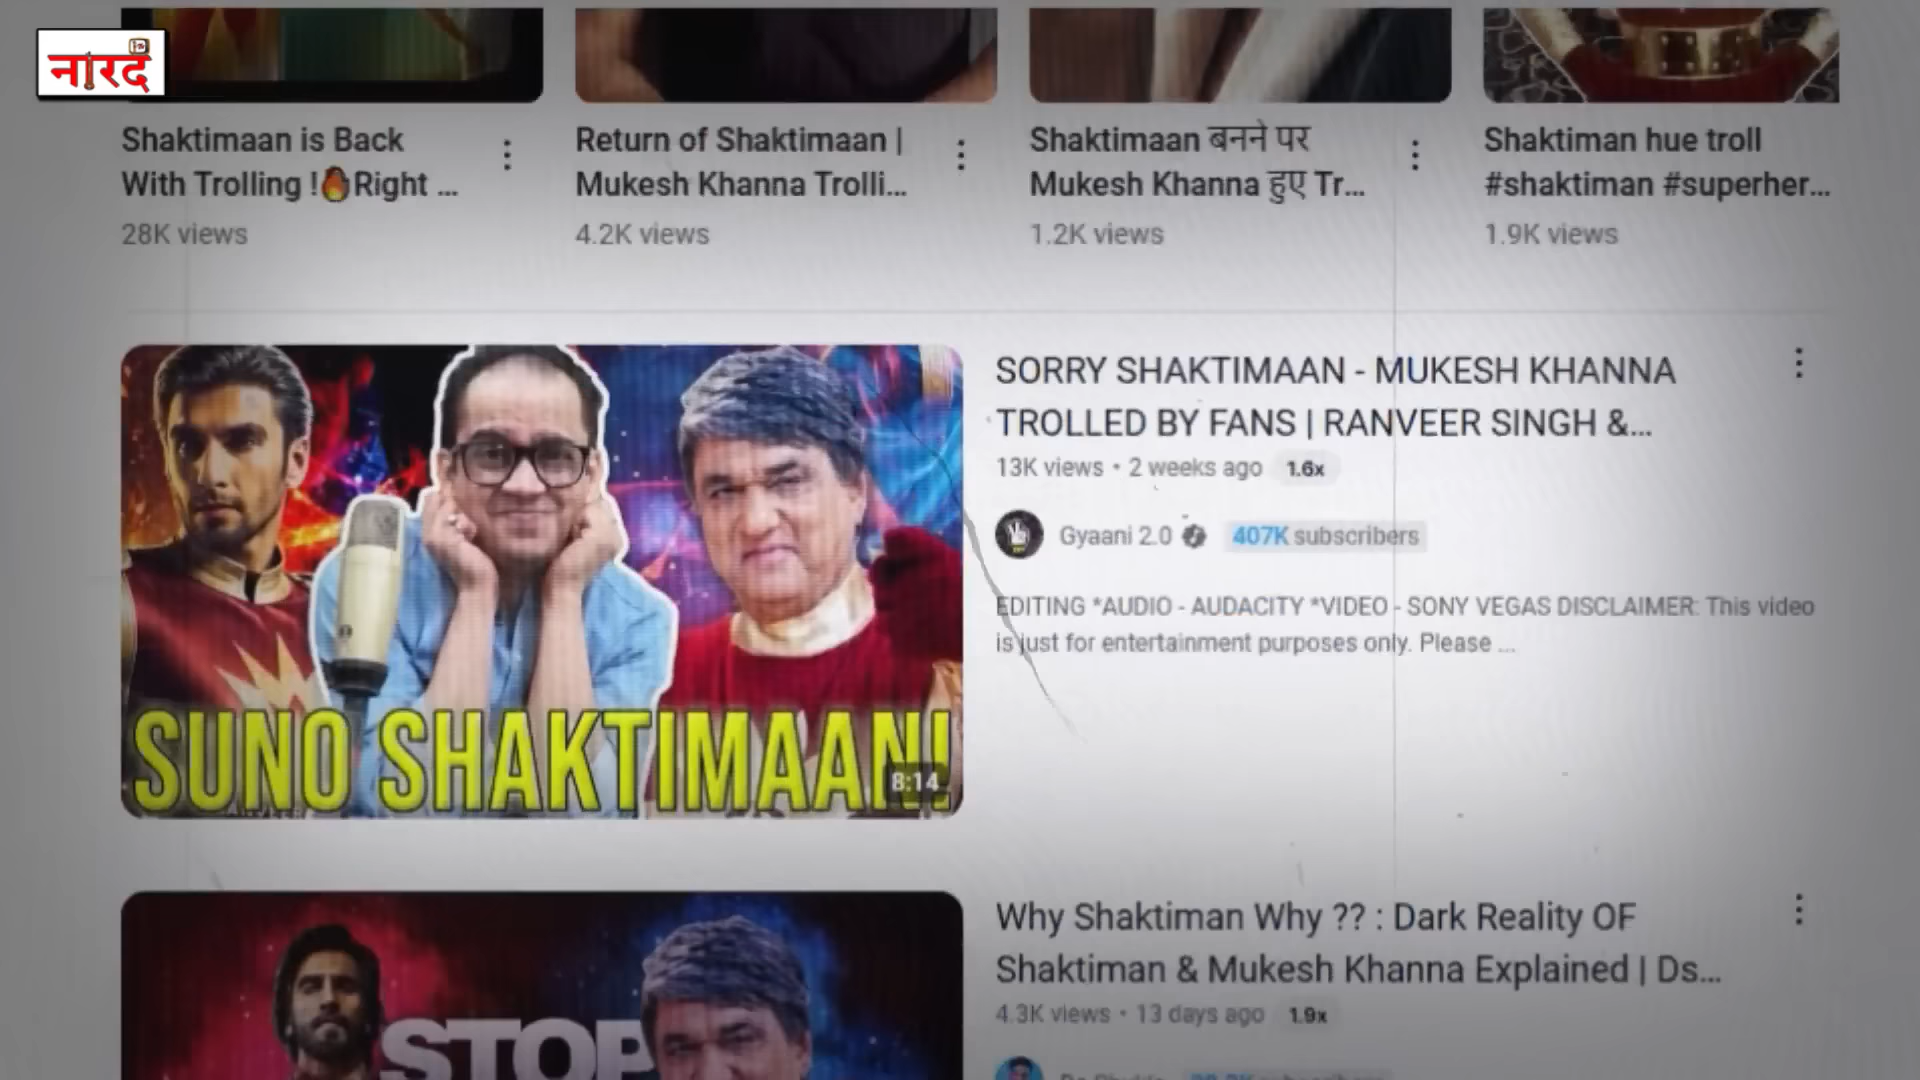 नारद
Shaktimaan is Back
With Trolling !🔥Right ...
28K views
Return of Shaktimaan |
Mukesh Khanna Trolli...
4.2K views
Shaktimaan बनने पर
Mukesh Khanna हुए Tr...
1.2K views
Shaktiman hue troll
#shaktiman #superher...
1.9K views
SUNO SHAKTIMAAN!
8:14
SORRY SHAKTIMAAN - MUKESH KHANNA
TROLLED BY FANS | RANVEER SINGH &...
13K views • 2 weeks ago 1.6x
Gyaani 2.0 407K subscribers
EDITING *AUDIO - AUDACITY *VIDEO - SONY VEGAS DISCLAIMER: This video
is just for entertainment purposes only. Please ...
STOP
Why Shaktiman Why ?? : Dark Reality OF
Shaktiman & Mukesh Khanna Explained | Ds...
4.3K views • 13 days ago 1.9x